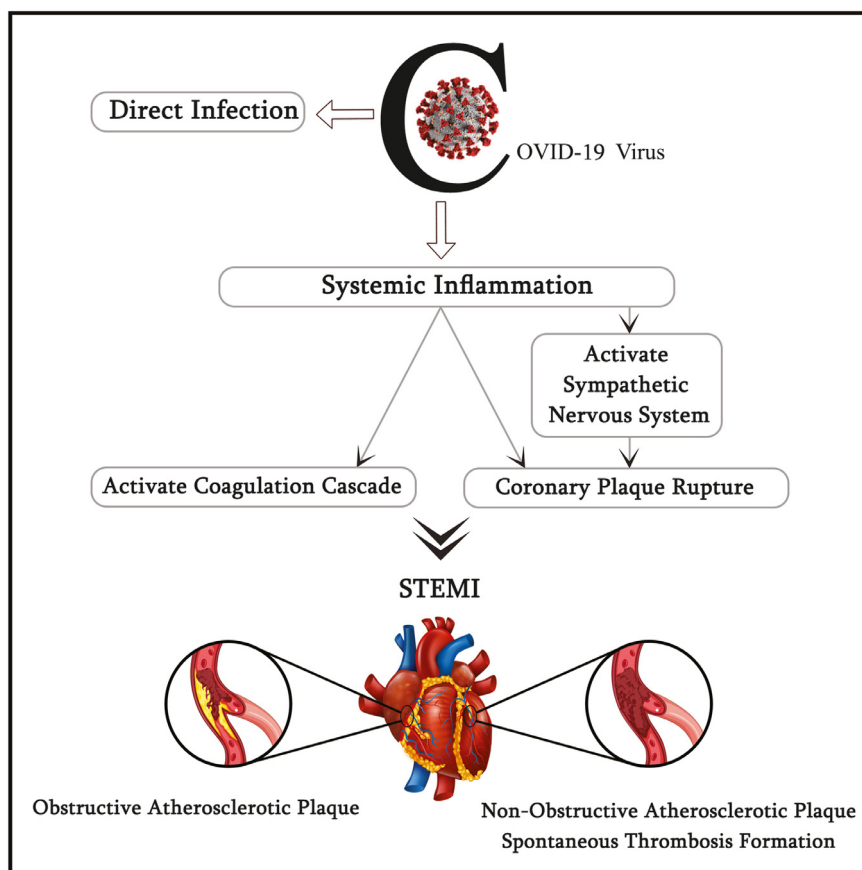 Direct Infection
COVID-19 Virus
Systemic Inflammation
Activate
Sympathetic
Nervous System
Activate Coagulation Cascade
Coronary Plaque Rupture
STEMI
Obstructive Atherosclerotic Plaque
Non-Obstructive Atherosclerotic Plaque
Spontaneous Thrombosis Formation